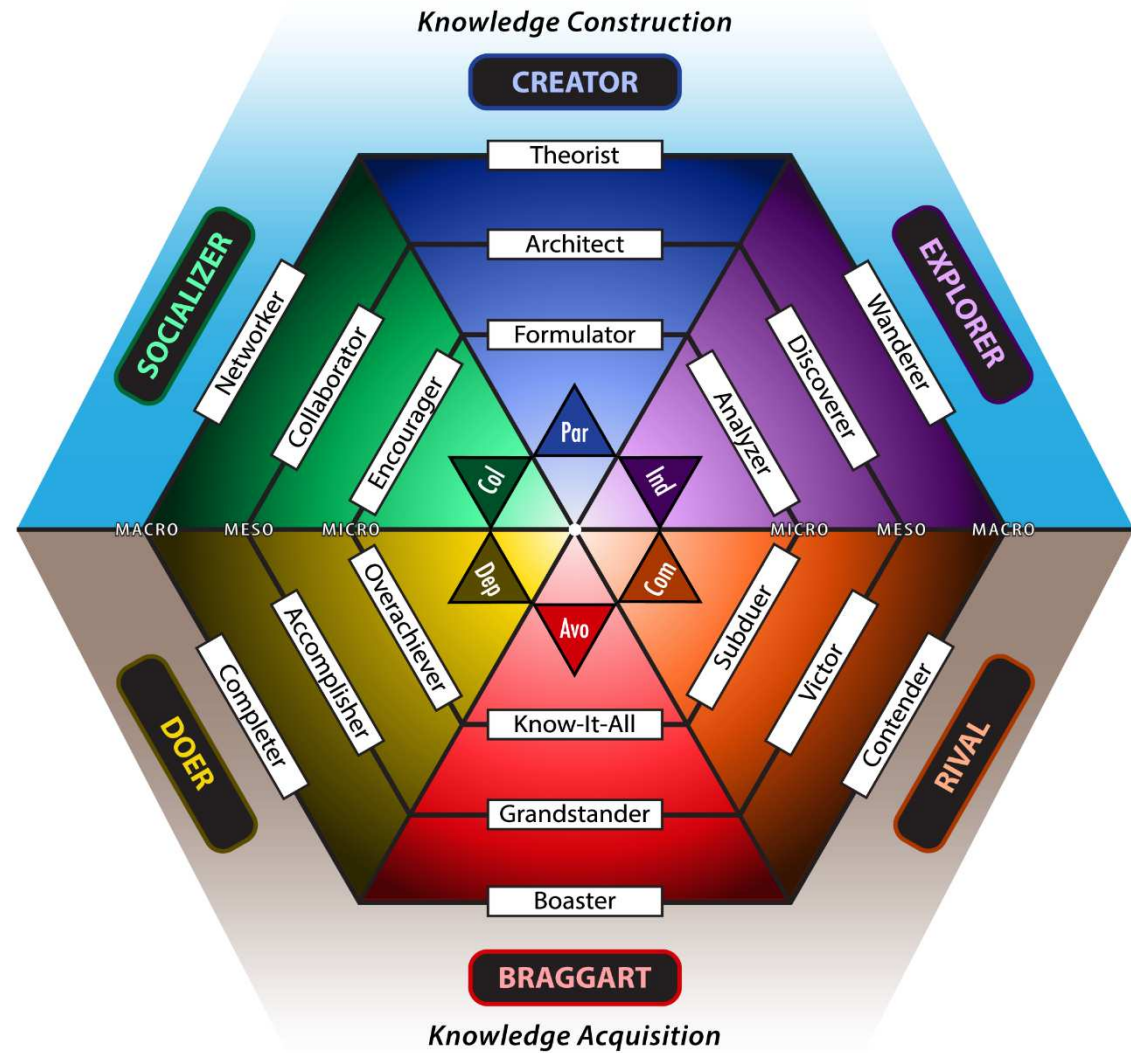 Knowledge Construction
CREATOR
Theorist
Architect
Formulator
SOCIALIZER
Networker
Collaborator
Encourager
EXPLORER
Wanderer
Discoverer
Analyzer
Par
Col
Ind
MACRO
MESO
MICRO
MICRO
MESO
MACRO
Dep
Com
Avo
Overachiever
Accomplisher
Completer
DOER
Subduer
Victor
Contender
RIVAL
Know-It-All
Grandstander
Boaster
BRAGGART
Knowledge Acquisition